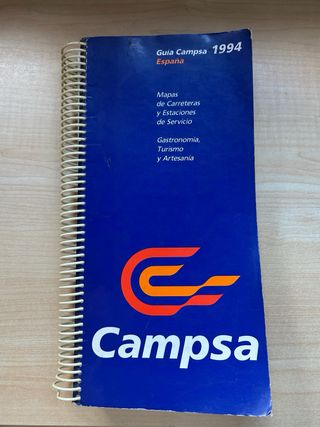 Guía Campsa 1994
España
Mapas
de Carreteras
y Estaciones
de Servicio
Gastronomía,
Turismo
y Artesanía
Campsa